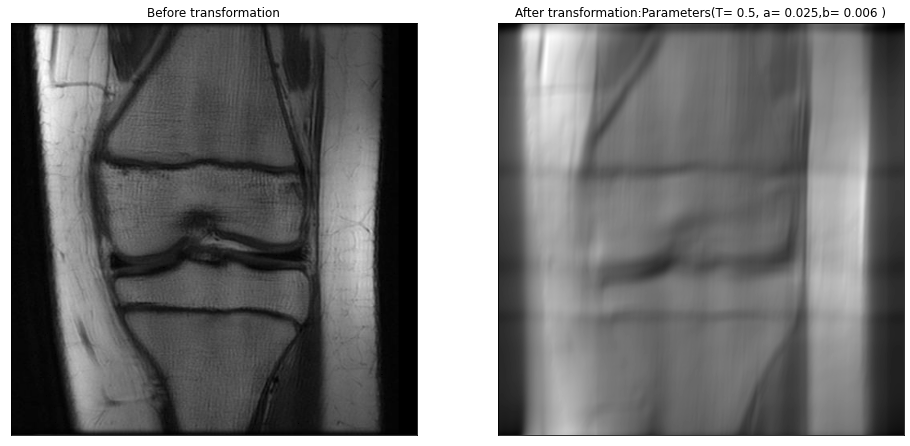 Before transformation
After transformation:Parameters(T= 0.5, a= 0.025,b= 0.006 )